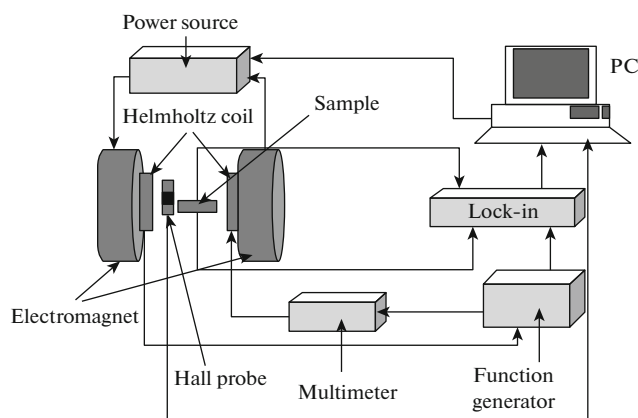 Power source
PC
Sample
Helmholtz coil
Lock-in
Electromagnet
Hall probe
Multimeter
Function
generator